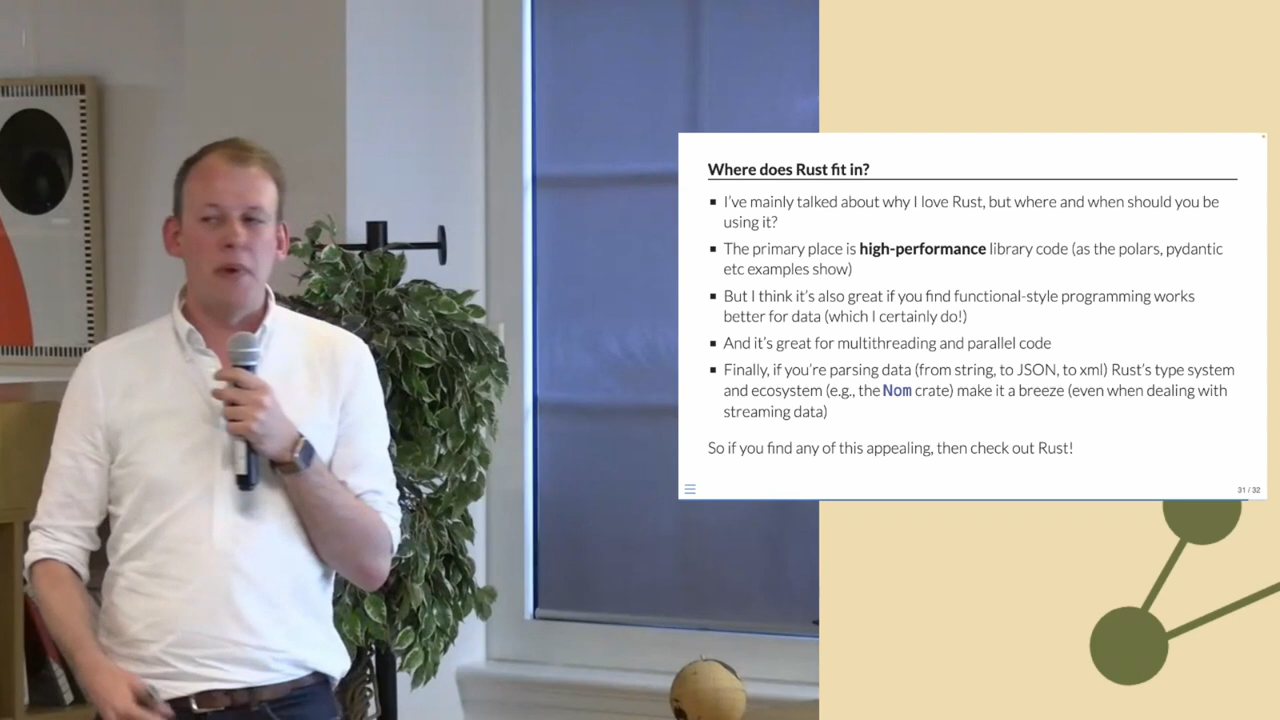 Where does Rust fit in?
▪ I've mainly talked about why I love Rust, but where and when should you be
using it?
▪ The primary place is high-performance library code (as the polars, pydantic
etc examples show)
▪ But I think it's also great if you find functional-style programming works
better for data (which I certainly do!)
▪ And it's great for multithreading and parallel code
▪ Finally, if you're parsing data (from string, to JSON, to xml) Rust's type system
and ecosystem (e.g., the Nom crate) make it a breeze (even when dealing with
streaming data)
So if you find any of this appealing, then check out Rust!
31 / 32